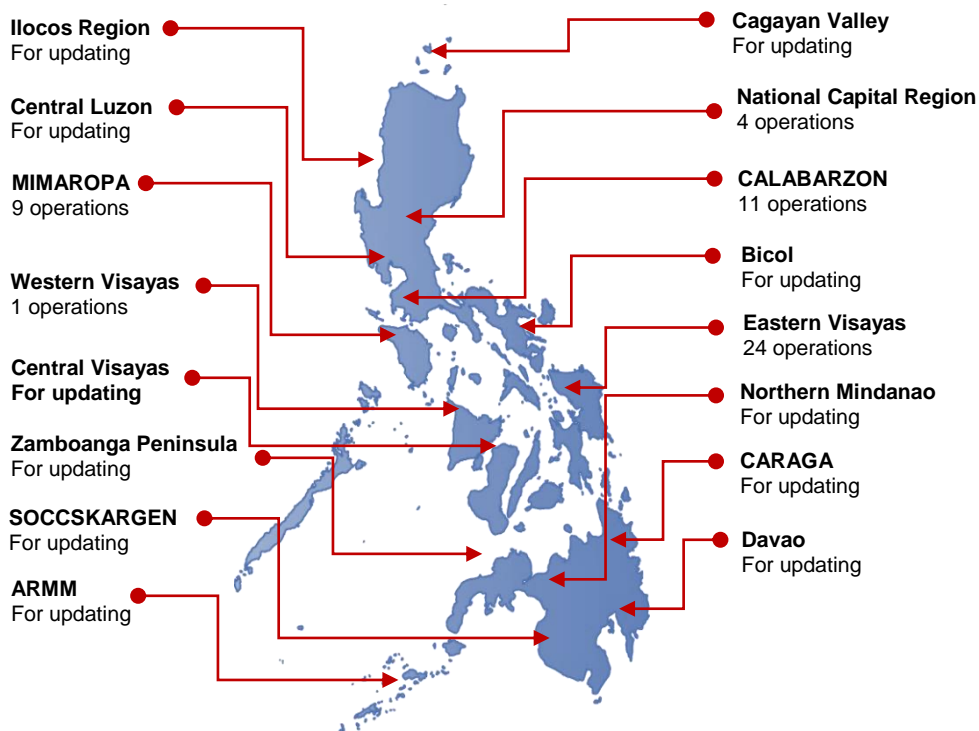 Ilocos Region
For updating
Central Luzon
For updating
MIMAROPA
9 operations
Western Visayas
1 operations
Central Visayas
For updating
Zamboanga Peninsula
For updating
SOCCSKARGEN
For updating
ARMM
For updating
Cagayan Valley
For updating
National Capital Region
4 operations
CALABARZON
11 operations
Bicol
For updating
Eastern Visayas
24 operations
Northern Mindanao
For updating
CARAGA
For updating
Davao
For updating